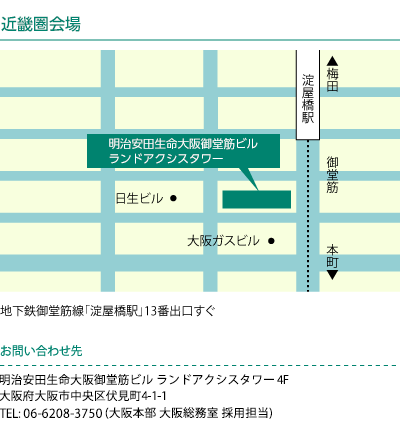 近畿圏会場
▲梅田
淀屋橋駅
明治安田生命大阪御堂筋ビル
ランドアクシスタワー
御堂筋
日生ビル ●
大阪ガスビル ●
本町▼
地下鉄御堂筋線「淀屋橋駅」13番出口すぐ
お問い合わせ先
明治安田生命大阪御堂筋ビル ランドアクシスタワー 4F
大阪府大阪市中央区伏見町4-1-1
TEL: 06-6208-3750 (大阪本部 大阪総務室 採用担当)